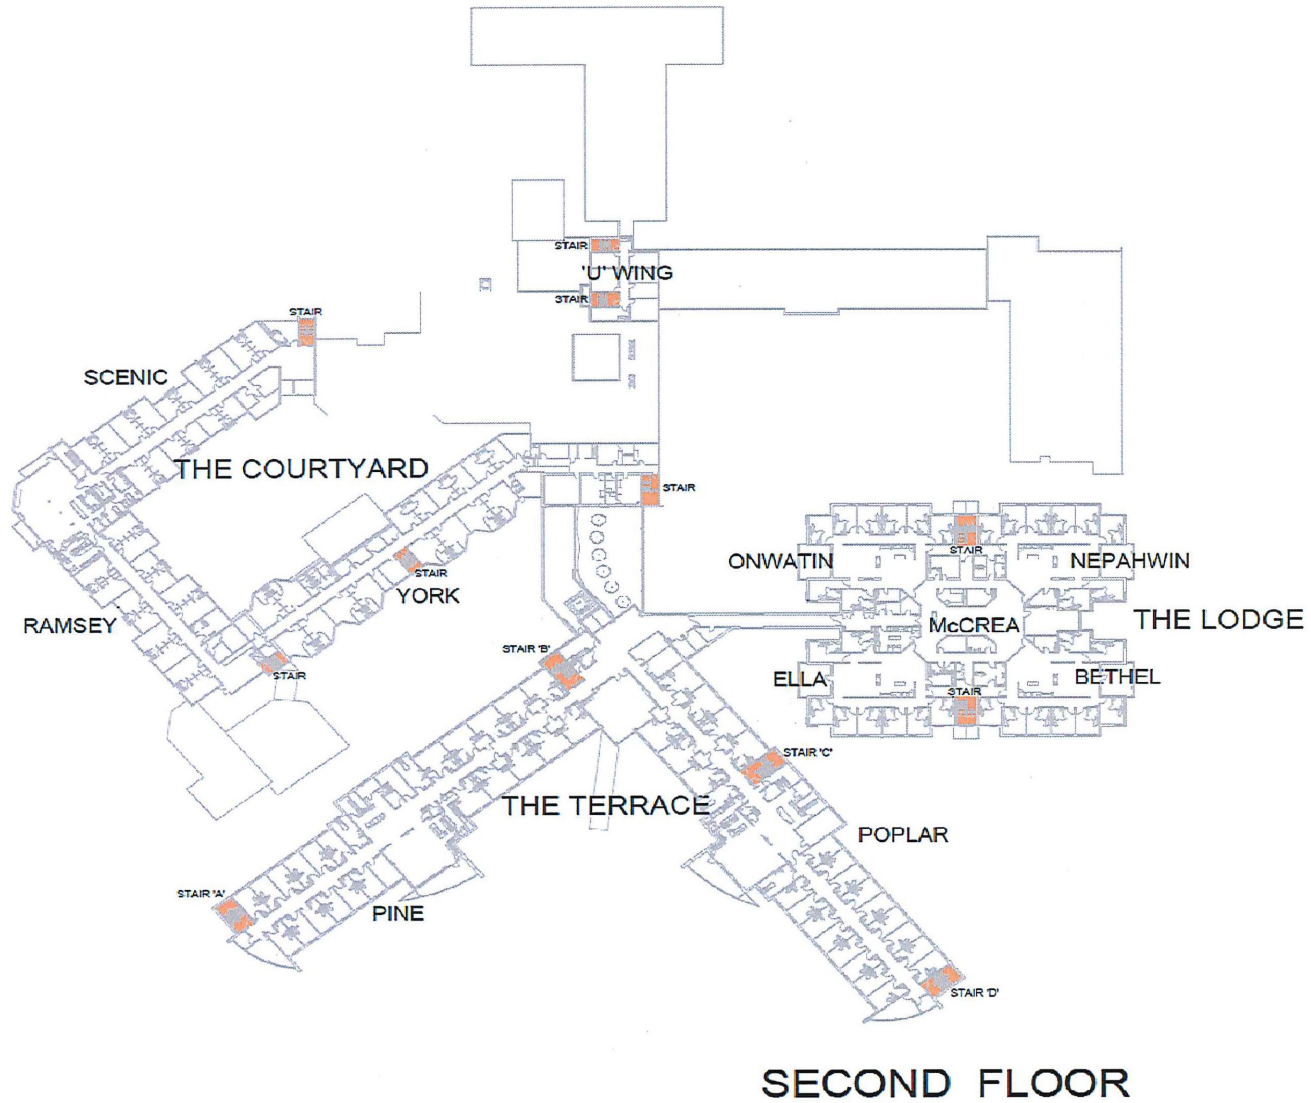 STAIR
'U' WING
STAIR
STAIR
SCENIC
THE COURTYARD
STAIR
ONWATIN
STAIR
NEPAHWIN
STAIR
YORK
RAMSEY
McCREA
THE LODGE
STAIR 'B'
STAIR
ELLA
BETHEL
STAIR
STAIR 'C'
THE TERRACE
POPLAR
STAIR 'A'
PINE
STAIR 'D'
SECOND FLOOR